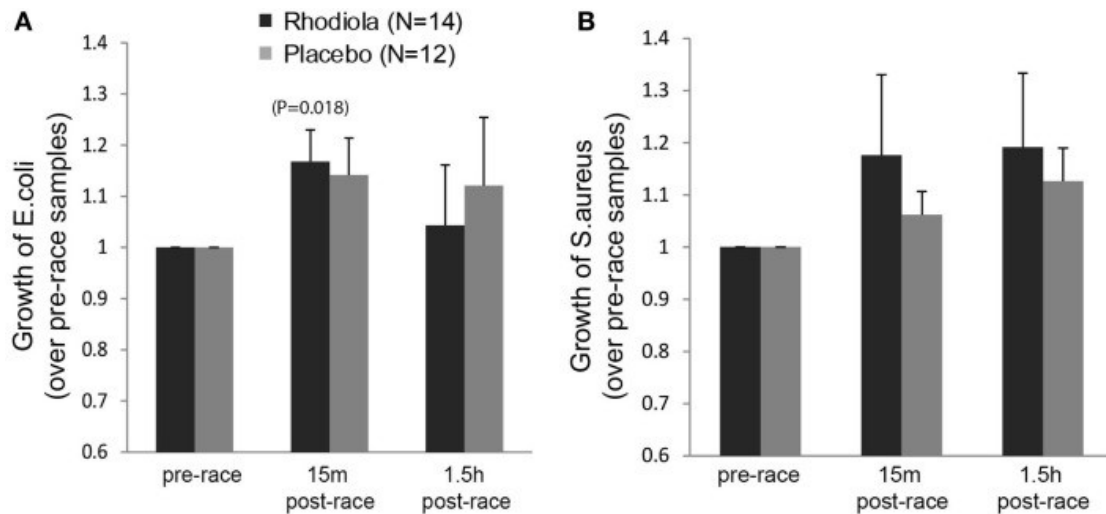 A
Rhodiola (N=14)
Placebo (N=12)
Growth of E.coli
(over pre-race samples)
1.4
1.3
1.2
1.1
1
0.9
0.8
0.7
0.6
(P=0.018)
pre-race
15m
post-race
1.5h
post-race
B
Growth of S.aureus
(over pre-race samples)
1.4
1.3
1.2
1.1
1
0.9
0.8
0.7
0.6
pre-race
15m
post-race
1.5h
post-race